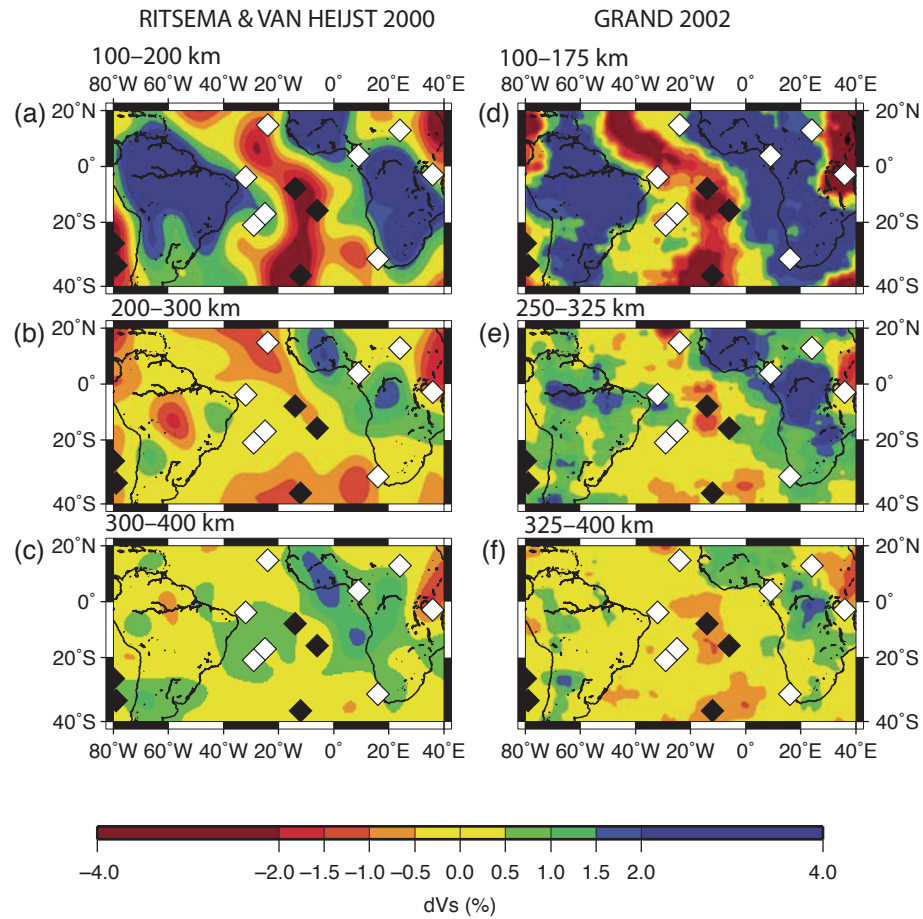 RITSEMA & VAN HEIJST 2000
GRAND 2002
100–200 km
100–175 km
80°W 60°W 40°W 20°W 0° 20°E 40°E
80°W 60°W 40°W 20°W 0° 20°E 40°E
(a)
20°N
0°
20°S
40°S
(d)
20°N
0°
20°S
40°S
200–300 km
250–325 km
(b)
20°N
0°
20°S
40°S
(e)
20°N
0°
20°S
40°S
300–400 km
325–400 km
(c)
20°N
0°
20°S
40°S
(f)
20°N
0°
20°S
40°S
80°W 60°W 40°W 20°W 0° 20°E 40°E
80°W 60°W 40°W 20°W 0° 20°E 40°E
–4.0 –2.0 –1.5 –1.0 –0.5 0.0 0.5 1.0 1.5 2.0 4.0
dVs (%)